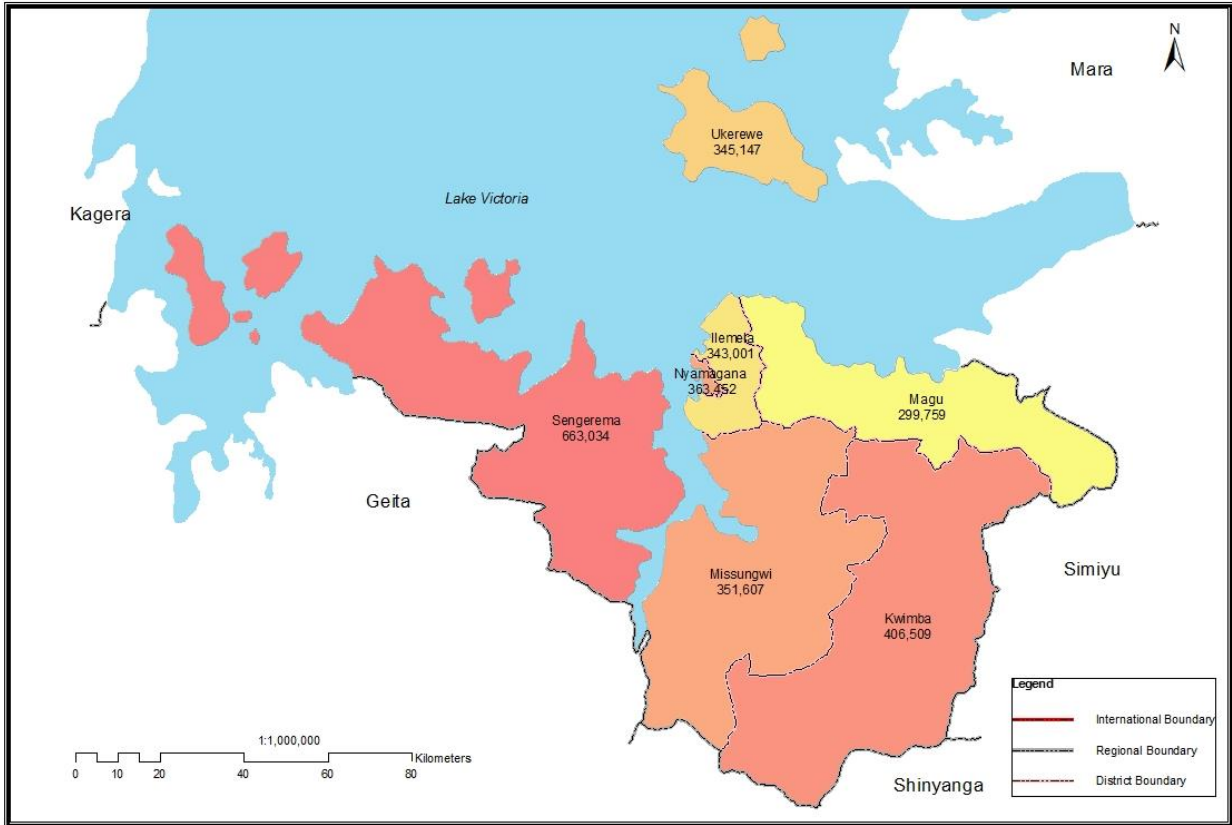 N
Mara
Ukerewe
345,147
Lake Victoria
Kagera
Ilemela
343,001
Nyamagana
363,452
Magu
299,759
Sengerema
663,034
Geita
Simiyu
Missungwi
351,607
Kwimba
406,509
Legend
International Boundary
Regional Boundary
District Boundary
1:1,000,000
Kilometers
0 10 20 40 60 80
Shinyanga